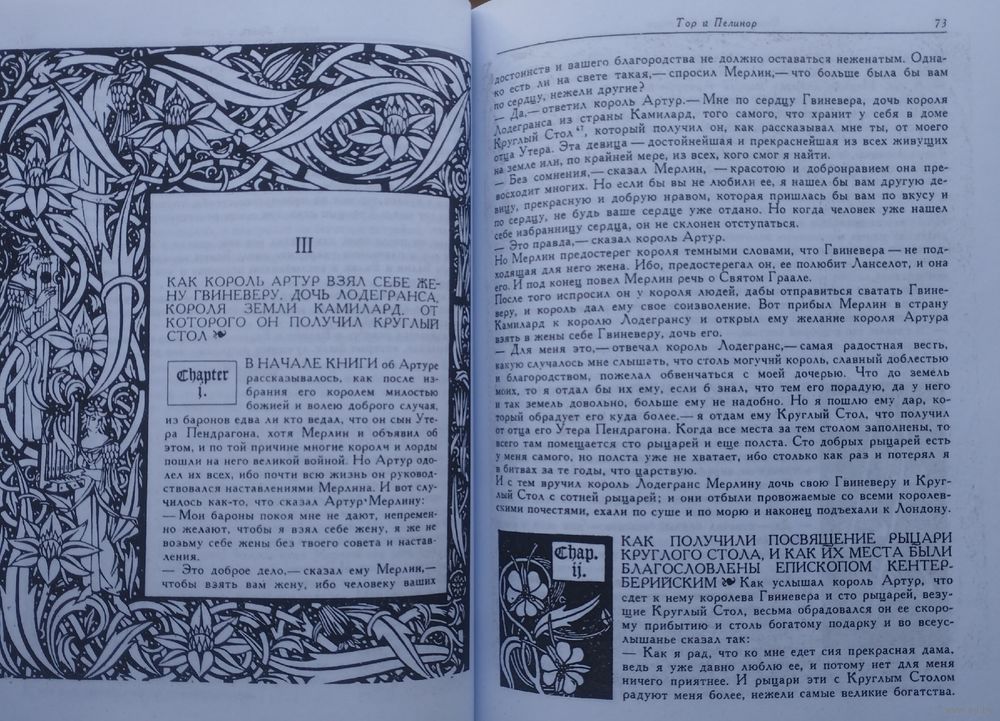 III
КАК КОРОЛЬ АРТУР ВЗЯЛ СЕБЕ ЖЕ-
НУ ГВИНЕВЕРУ, ДОЧЬ ЛОДЕГРАНСА,
КОРОЛЯ ЗЕМЛИ КАМИЛАРД, ОТ
КОТОРОГО ОН ПОЛУЧИЛ КРУГЛЫЙ
СТОЛ
Chapter
j.
В НАЧАЛЕ КНИГИ об Артуре
рассказывалось, как после из-
брания его королем милостью
божией и волею доброго случая,
из баронов едва ли кто ведал, что он сын Уте-
ра Пендрагона, хотя Мерлин и объявил об
этом, и по той причине многие короли и лорды
пошли на него великой войной. Но Артур одо-
лел их всех, ибо почти всю жизнь он руковод-
ствовался наставлениями Мерлина. И вот слу-
чилось как-то, что сказал Артур Мерлину:
— Мои бароны покоя мне не дают, непремен-
но желают, чтобы я взял себе жену, я же не
возьму себе жены без твоего совета и настав-
ления.
— Это доброе дело,— сказал ему Мерлин,—
чтобы взять вам жену, ибо человеку ваших
Тор и Пелинор
73
достоинств и вашего благородства не должно оставаться неженатым. Одна-
ко есть ли на свете такая,— спросил Мерлин,— что больше была бы вам
по сердцу, нежели другие?
— Да,— ответил король Артур.— Мне по сердцу Гвиневера, дочь короля
Лодегранса из страны Камилард, того самого, что хранит у себя в доме
Круглый Стол 47, который получил он, как рассказывал мне ты, от моего
отца Утера. Эта девица — достойнейшая и прекраснейшая из всех живущих
на земле или, по крайней мере, из всех, кого смог я найти.
— Без сомнения,— сказал Мерлин, — красотою и добронравием она пре-
восходит многих. Но если бы вы не любили ее, я нашел бы вам другую де-
вицу, прекрасную и добрую нравом, которая пришлась бы вам по вкусу и
по сердцу, не будь ваше сердце уже отдано. Но когда человек уже нашел
себе избранницу сердца, он не склонен отступаться.
— Это правда,— сказал король Артур.
Но Мерлин предостерег короля темными словами, что Гвиневера — не под-
ходящая для него жена. Ибо, предостерегал он, ее полюбит Ланселот, и она
его. И под конец повел Мерлин речь о Святом Граале.
После того испросил он у короля людей, дабы отправиться сватать Гвине-
веру, и король дал ему свое соизволение. Вот прибыл Мерлин в страну
Камилард к королю Лодегрансу и открыл ему желание короля Артура
взять в жены себе Гвиневеру, дочь его.
— Для меня это,— отвечал король Лодегранс,— самая радостная весть,
какую случалось мне слышать, что столь могучий король, славный доблестью
и благородством, пожелал обвенчаться с моей дочерью. Что до земель
моих, то я отдал бы их ему, если б знал, что тем его порадую, да у него
и так земель довольно, больше ему не надобно. Но я пошлю ему дар, ко-
торый обрадует его куда более,— я отдам ему Круглый Стол, что получил
я от отца его Утера Пендрагона. Когда все места за тем столом заполнены, то
всего там помещается сто рыцарей и еще полста. Сто добрых рыцарей есть
у меня самого, но полста уже не хватает, ибо столько как раз и потерял я
в битвах за те годы, что царствую.
И с тем вручил король Лодегранс Мерлину дочь свою Гвиневеру и Круг-
лый Стол с сотней рыцарей; и они отбыли провожаемые со всеми королев-
скими почестями, ехали по суше и по морю и наконец подъехали к Лондону.
Chap.
ij.
КАК ПОЛУЧИЛИ ПОСВЯЩЕНИЕ РЫЦАРИ
КРУГЛОГО СТОЛА, И КАК ИХ МЕСТА БЫЛИ
БЛАГОСЛОВЛЕНЫ ЕПИСКОПОМ КЕНТЕР-
БЕРИЙСКИМ Как услышал король Артур, что
едет к нему королева Гвиневера и сто рыцарей, везу-
щие Круглый Стол, весьма обрадовался он ее скоро-
му прибытию и столь богатому подарку и во всеус-
лышанье сказал так:
— Как я рад, что ко мне едет сия прекрасная дама,
ведь я уже давно люблю ее, и потому нет для меня
ничего приятнее. И рыцари эти с Круглым Столом
радуют меня более, нежели самые великие богатства.